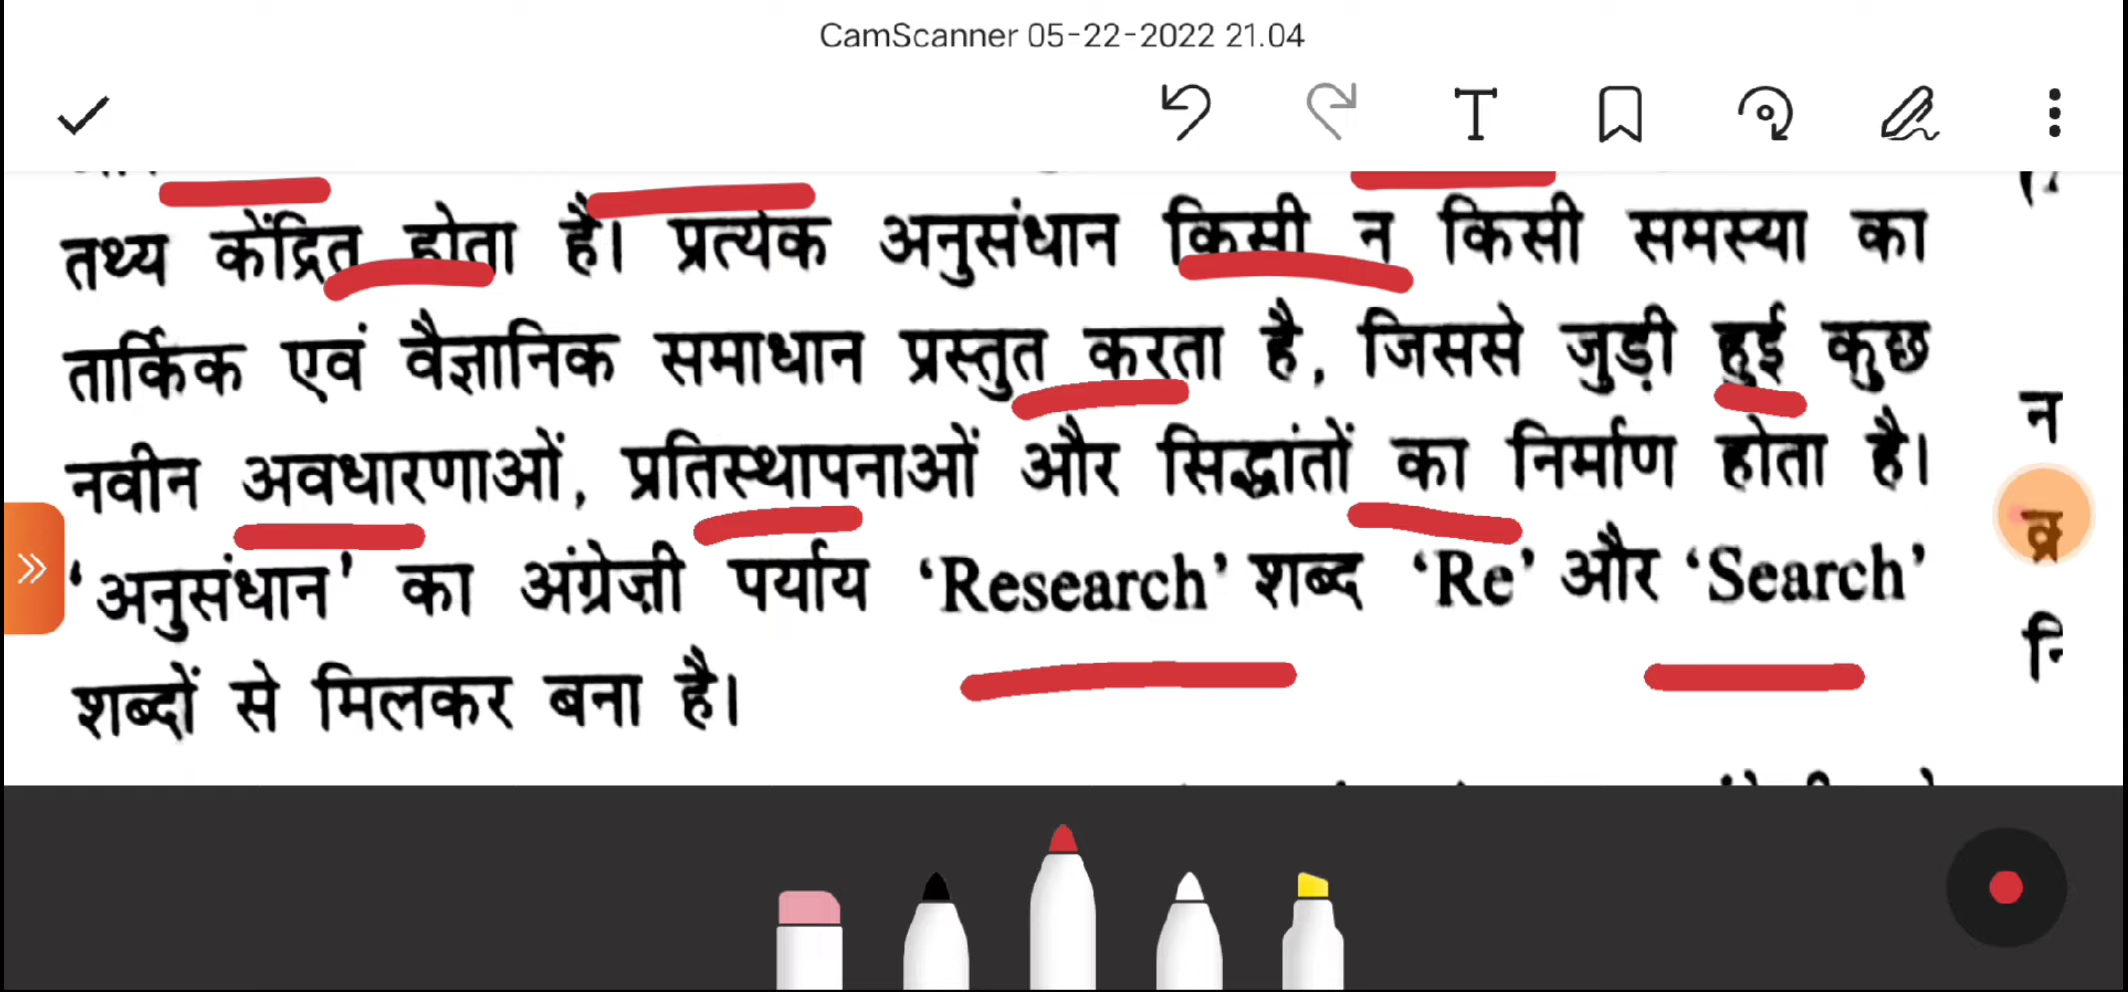 CamScanner 05-22-2022 21.04
तथ्य केंद्रित होता है। प्रत्येक अनुसंधान किसी न किसी समस्या का
तार्किक एवं वैज्ञानिक समाधान प्रस्तुत करता है, जिससे जुड़ी हुई कुछ
नवीन अवधारणाओं, प्रतिस्थापनाओं और सिद्धांतों का निर्माण होता है।
‘अनुसंधान’ का अंग्रेज़ी पर्याय ‘Research’ शब्द ‘Re’ और ‘Search’
शब्दों से मिलकर बना है।
न